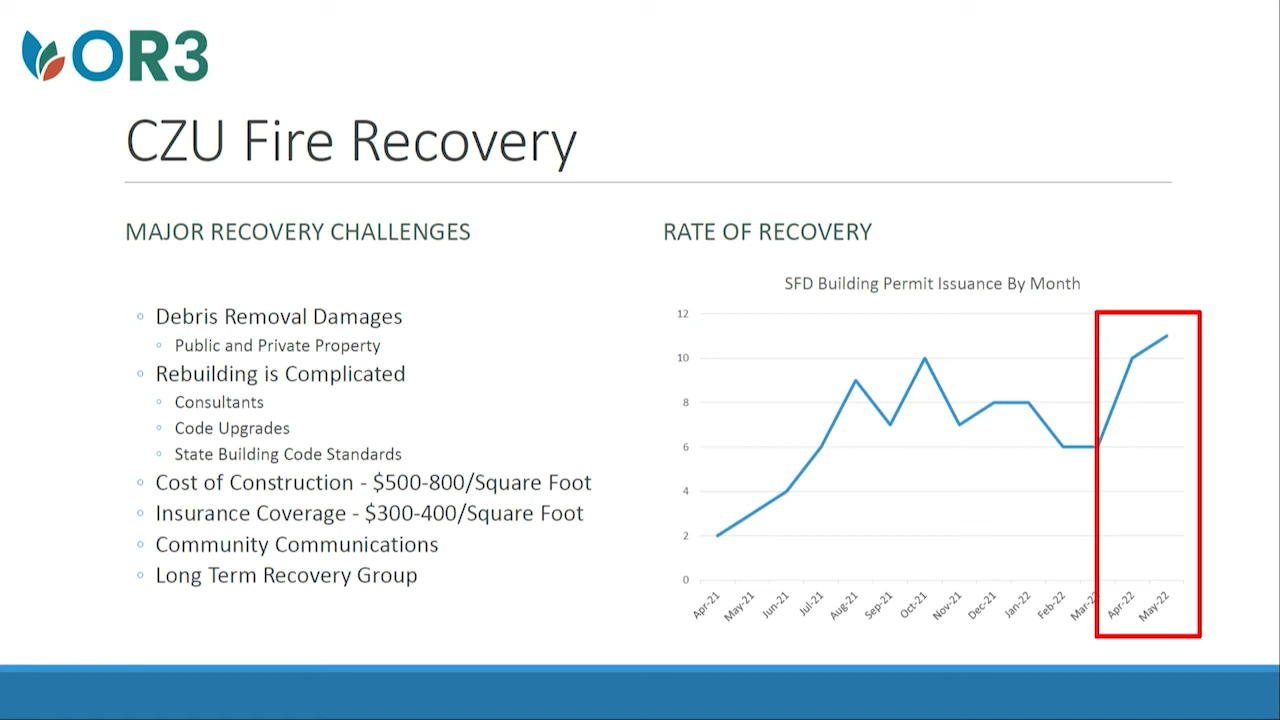 OR3
CZU Fire Recovery
MAJOR RECOVERY CHALLENGES
Debris Removal Damages
Public and Private Property
Rebuilding is Complicated
Consultants
Code Upgrades
State Building Code Standards
Cost of Construction - $500-800/Square Foot
Insurance Coverage - $300-400/Square Foot
Community Communications
Long Term Recovery Group
RATE OF RECOVERY
SFD Building Permit Issuance By Month
12
10
8
6
4
2
0
Apr-21
May-21
Jun-21
Jul-21
Aug-21
Sep-21
Oct-21
Nov-21
Dec-21
Jan-22
Feb-22
Mar-22
Apr-22
May-22